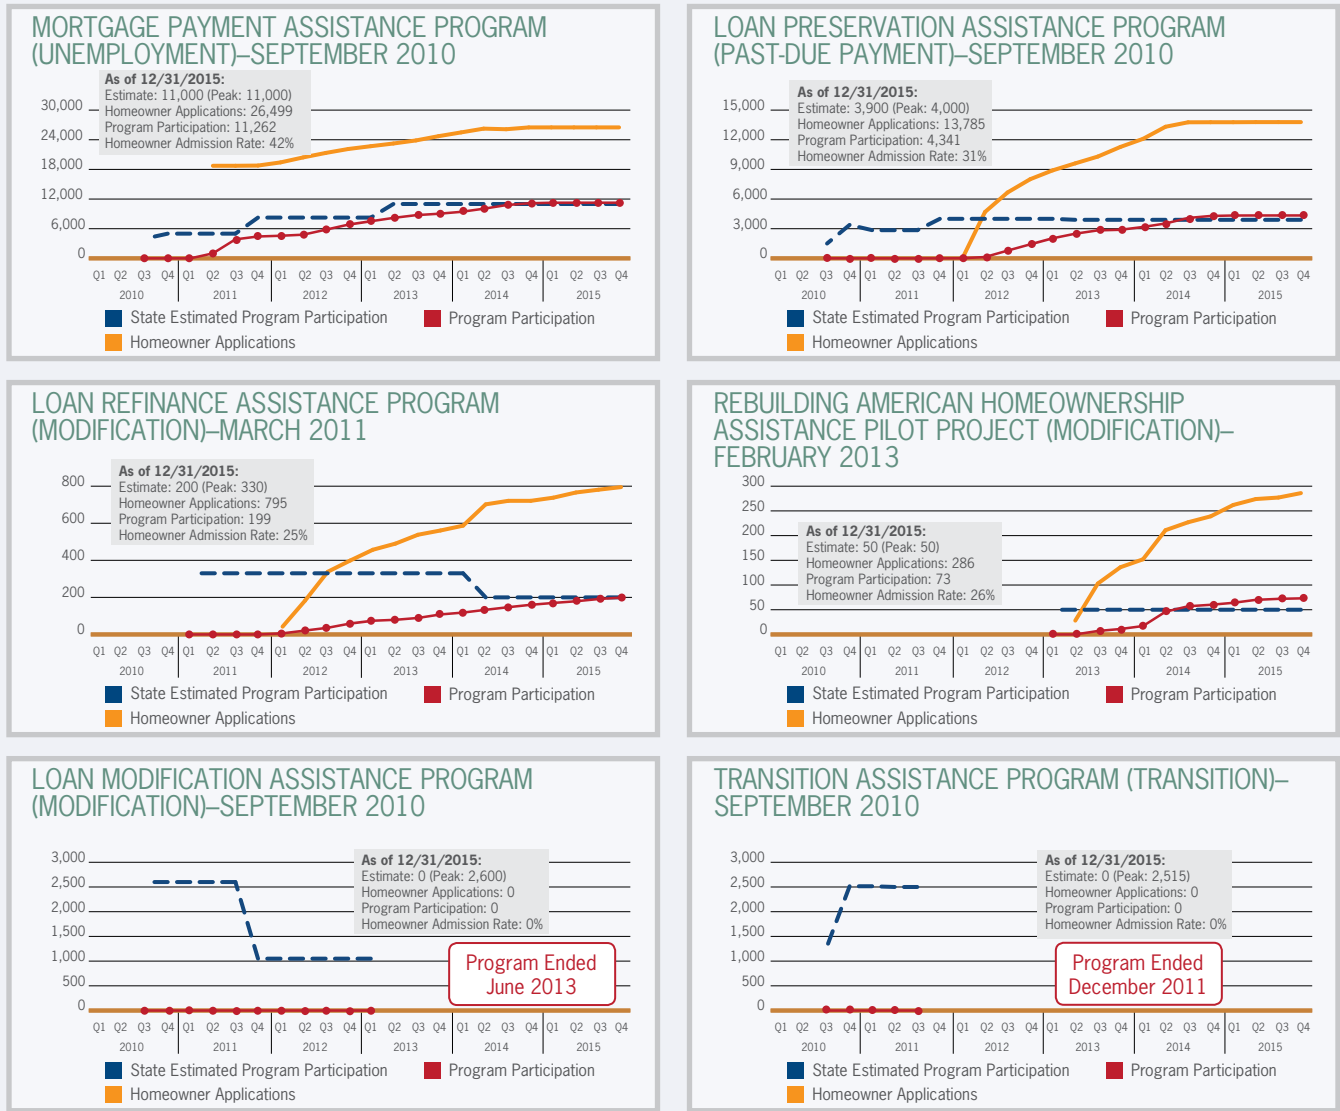 MORTGAGE PAYMENT ASSISTANCE PROGRAM
(UNEMPLOYMENT)–SEPTEMBER 2010
As of 12/31/2015:
Estimate: 11,000 (Peak: 11,000)
Homeowner Applications: 26,499
Program Participation: 11,262
Homeowner Admission Rate: 42%
30,000
24,000
18,000
12,000
6,000
0
Q1 Q2 Q3 Q4 Q1 Q2 Q3 Q4 Q1 Q2 Q3 Q4 Q1 Q2 Q3 Q4 Q1 Q2 Q3 Q4 Q1 Q2 Q3 Q4
2010 2011 2012 2013 2014 2015
State Estimated Program Participation Program Participation
Homeowner Applications
LOAN PRESERVATION ASSISTANCE PROGRAM
(PAST-DUE PAYMENT)–SEPTEMBER 2010
As of 12/31/2015:
Estimate: 3,900 (Peak: 4,000)
Homeowner Applications: 13,785
Program Participation: 4,341
Homeowner Admission Rate: 31%
15,000
12,000
9,000
6,000
3,000
0
Q1 Q2 Q3 Q4 Q1 Q2 Q3 Q4 Q1 Q2 Q3 Q4 Q1 Q2 Q3 Q4 Q1 Q2 Q3 Q4 Q1 Q2 Q3 Q4
2010 2011 2012 2013 2014 2015
State Estimated Program Participation Program Participation
Homeowner Applications
LOAN REFINANCE ASSISTANCE PROGRAM
(MODIFICATION)–MARCH 2011
As of 12/31/2015:
Estimate: 200 (Peak: 330)
Homeowner Applications: 795
Program Participation: 199
Homeowner Admission Rate: 25%
800
600
400
200
0
Q1 Q2 Q3 Q4 Q1 Q2 Q3 Q4 Q1 Q2 Q3 Q4 Q1 Q2 Q3 Q4 Q1 Q2 Q3 Q4 Q1 Q2 Q3 Q4
2010 2011 2012 2013 2014 2015
State Estimated Program Participation Program Participation
Homeowner Applications
REBUILDING AMERICAN HOMEOWNERSHIP
ASSISTANCE PILOT PROJECT (MODIFICATION)–
FEBRUARY 2013
As of 12/31/2015:
Estimate: 50 (Peak: 50)
Homeowner Applications: 286
Program Participation: 73
Homeowner Admission Rate: 26%
300
250
200
150
100
50
0
Q1 Q2 Q3 Q4 Q1 Q2 Q3 Q4 Q1 Q2 Q3 Q4 Q1 Q2 Q3 Q4 Q1 Q2 Q3 Q4 Q1 Q2 Q3 Q4
2010 2011 2012 2013 2014 2015
State Estimated Program Participation Program Participation
Homeowner Applications
LOAN MODIFICATION ASSISTANCE PROGRAM
(MODIFICATION)–SEPTEMBER 2010
As of 12/31/2015:
Estimate: 0 (Peak: 2,600)
Homeowner Applications: 0
Program Participation: 0
Homeowner Admission Rate: 0%
Program Ended
June 2013
3,000
2,500
2,000
1,500
1,000
500
0
Q1 Q2 Q3 Q4 Q1 Q2 Q3 Q4 Q1 Q2 Q3 Q4 Q1 Q2 Q3 Q4 Q1 Q2 Q3 Q4 Q1 Q2 Q3 Q4
2010 2011 2012 2013 2014 2015
State Estimated Program Participation Program Participation
Homeowner Applications
TRANSITION ASSISTANCE PROGRAM (TRANSITION)–
SEPTEMBER 2010
As of 12/31/2015:
Estimate: 0 (Peak: 2,515)
Homeowner Applications: 0
Program Participation: 0
Homeowner Admission Rate: 0%
Program Ended
December 2011
3,000
2,500
2,000
1,500
1,000
500
0
Q1 Q2 Q3 Q4 Q1 Q2 Q3 Q4 Q1 Q2 Q3 Q4 Q1 Q2 Q3 Q4 Q1 Q2 Q3 Q4 Q1 Q2 Q3 Q4
2010 2011 2012 2013 2014 2015
State Estimated Program Participation Program Participation
Homeowner Applications